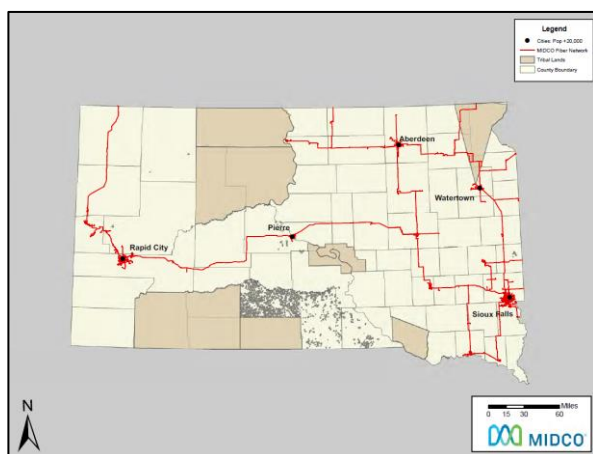 Legend
Cities: Pop +20,000
MIDCO Fiber Network
Tribal Lands
County Boundary
Aberdeen
Watertown
Pierre
Rapid City
Sioux Falls
N
Miles
0 15 30 60
MIDCO